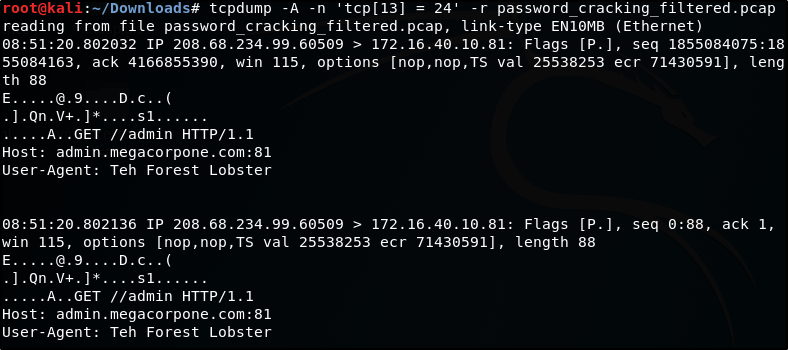 root@kali:~/Downloads# tcpdump -A -n 'tcp[13] = 24' -r password_cracking_filtered.pcap
reading from file password_cracking_filtered.pcap, link-type EN10MB (Ethernet)
08:51:20.802032 IP 208.68.234.99.60509 > 172.16.40.10.81: Flags [P.], seq 1855084075:18
55084163, ack 4166855390, win 115, options [nop,nop,TS val 25538253 ecr 71430591], leng
th 88
E.....@.9....D.c..(
.].Qn.V+.]*....s1......
.....A..GET //admin HTTP/1.1
Host: admin.megacorpone.com:81
User-Agent: Teh Forest Lobster
08:51:20.802136 IP 208.68.234.99.60509 > 172.16.40.10.81: Flags [P.], seq 0:88, ack 1,
win 115, options [nop,nop,TS val 25538253 ecr 71430591], length 88
E.....@.9....D.c..(
.].Qn.V+.]*....s1......
.....A..GET //admin HTTP/1.1
Host: admin.megacorpone.com:81
User-Agent: Teh Forest Lobster